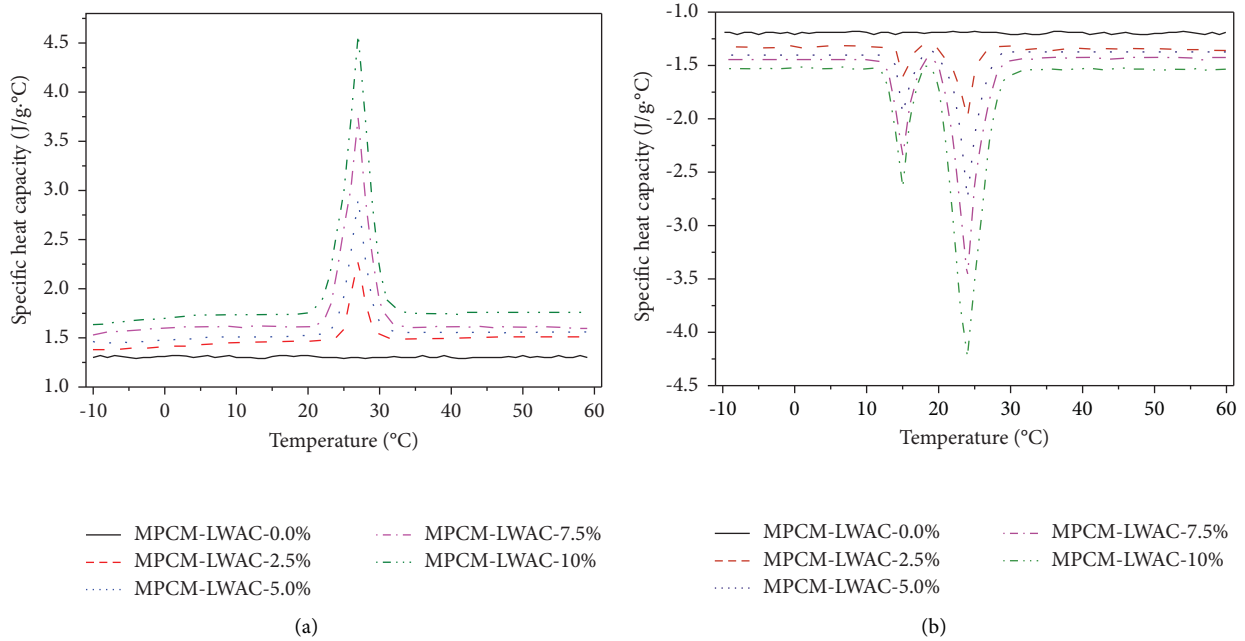 4.5
4.0
3.5
3.0
2.5
2.0
1.5
1.0
Specific heat capacity (J/g·°C)
-10 0 10 20 30 40 50 60
Temperature (°C)
MPCM-LWAC-0.0%
MPCM-LWAC-2.5%
MPCM-LWAC-5.0%
MPCM-LWAC-7.5%
MPCM-LWAC-10%
(a)
-1.0
-1.5
-2.0
-2.5
-3.0
-3.5
-4.0
-4.5
Specific heat capacity (J/g·°C)
-10 0 10 20 30 40 50 60
Temperature (°C)
MPCM-LWAC-0.0%
MPCM-LWAC-2.5%
MPCM-LWAC-5.0%
MPCM-LWAC-7.5%
MPCM-LWAC-10%
(b)